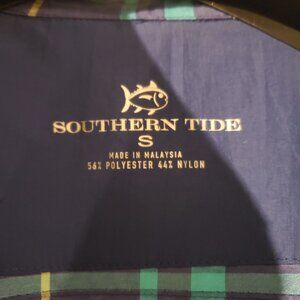 SOUTHERN TIDE
S
MADE IN MALAYSIA
56% POLYESTER 44% NYLON